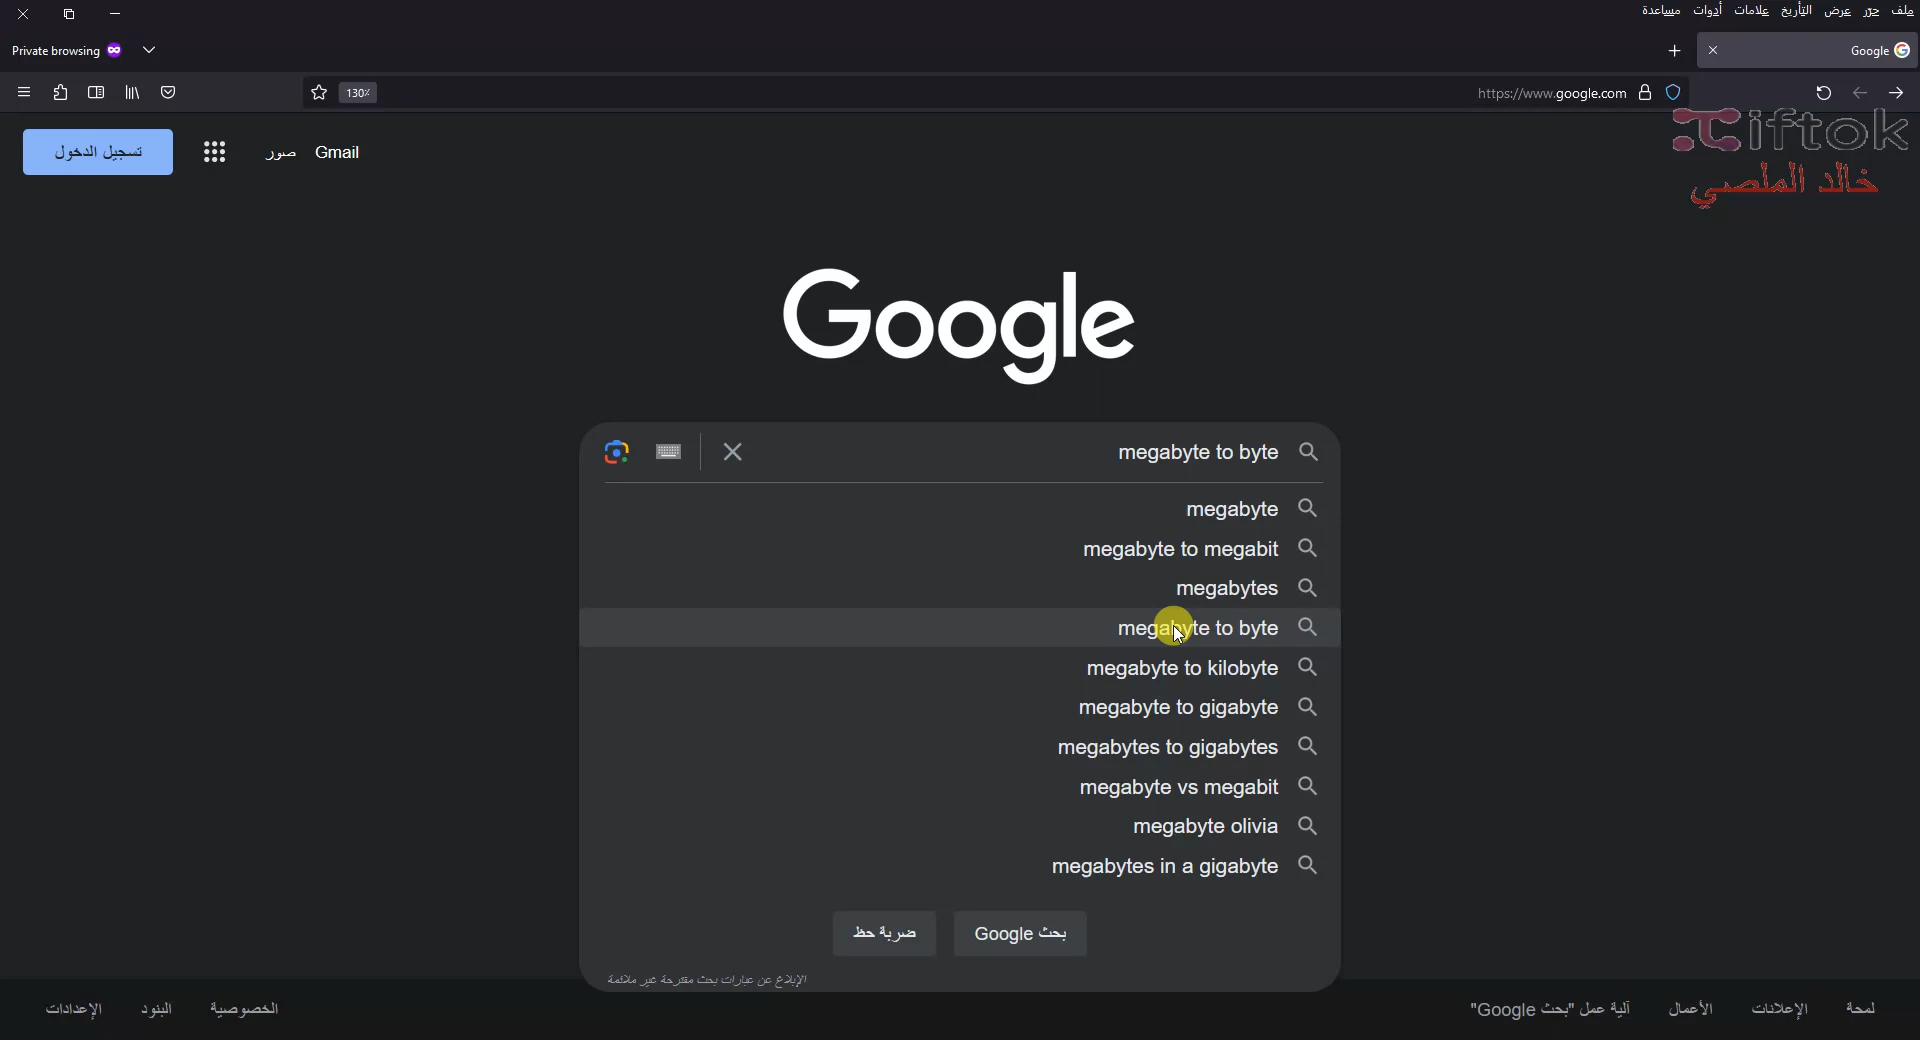 ملف حرّر عرض التأريخ علامات أدوات مساعدة
Google
Private browsing
https://www.google.com
130٪
iftok
خالد الملصي
Gmail صور
تسجيل الدخول
Google
megabyte to byte
megabyte
megabyte to megabit
megabytes
megabyte to byte
megabyte to kilobyte
megabyte to gigabyte
megabytes to gigabytes
megabyte vs megabit
megabyte olivia
megabytes in a gigabyte
بحث Google
ضربة حظ
الإبلاغ عن عبارات بحث مقترحة غير ملائمة
لمحة الإعلانات الأعمال آلية عمل "بحث Google"
الخصوصية البنود الإعدادات